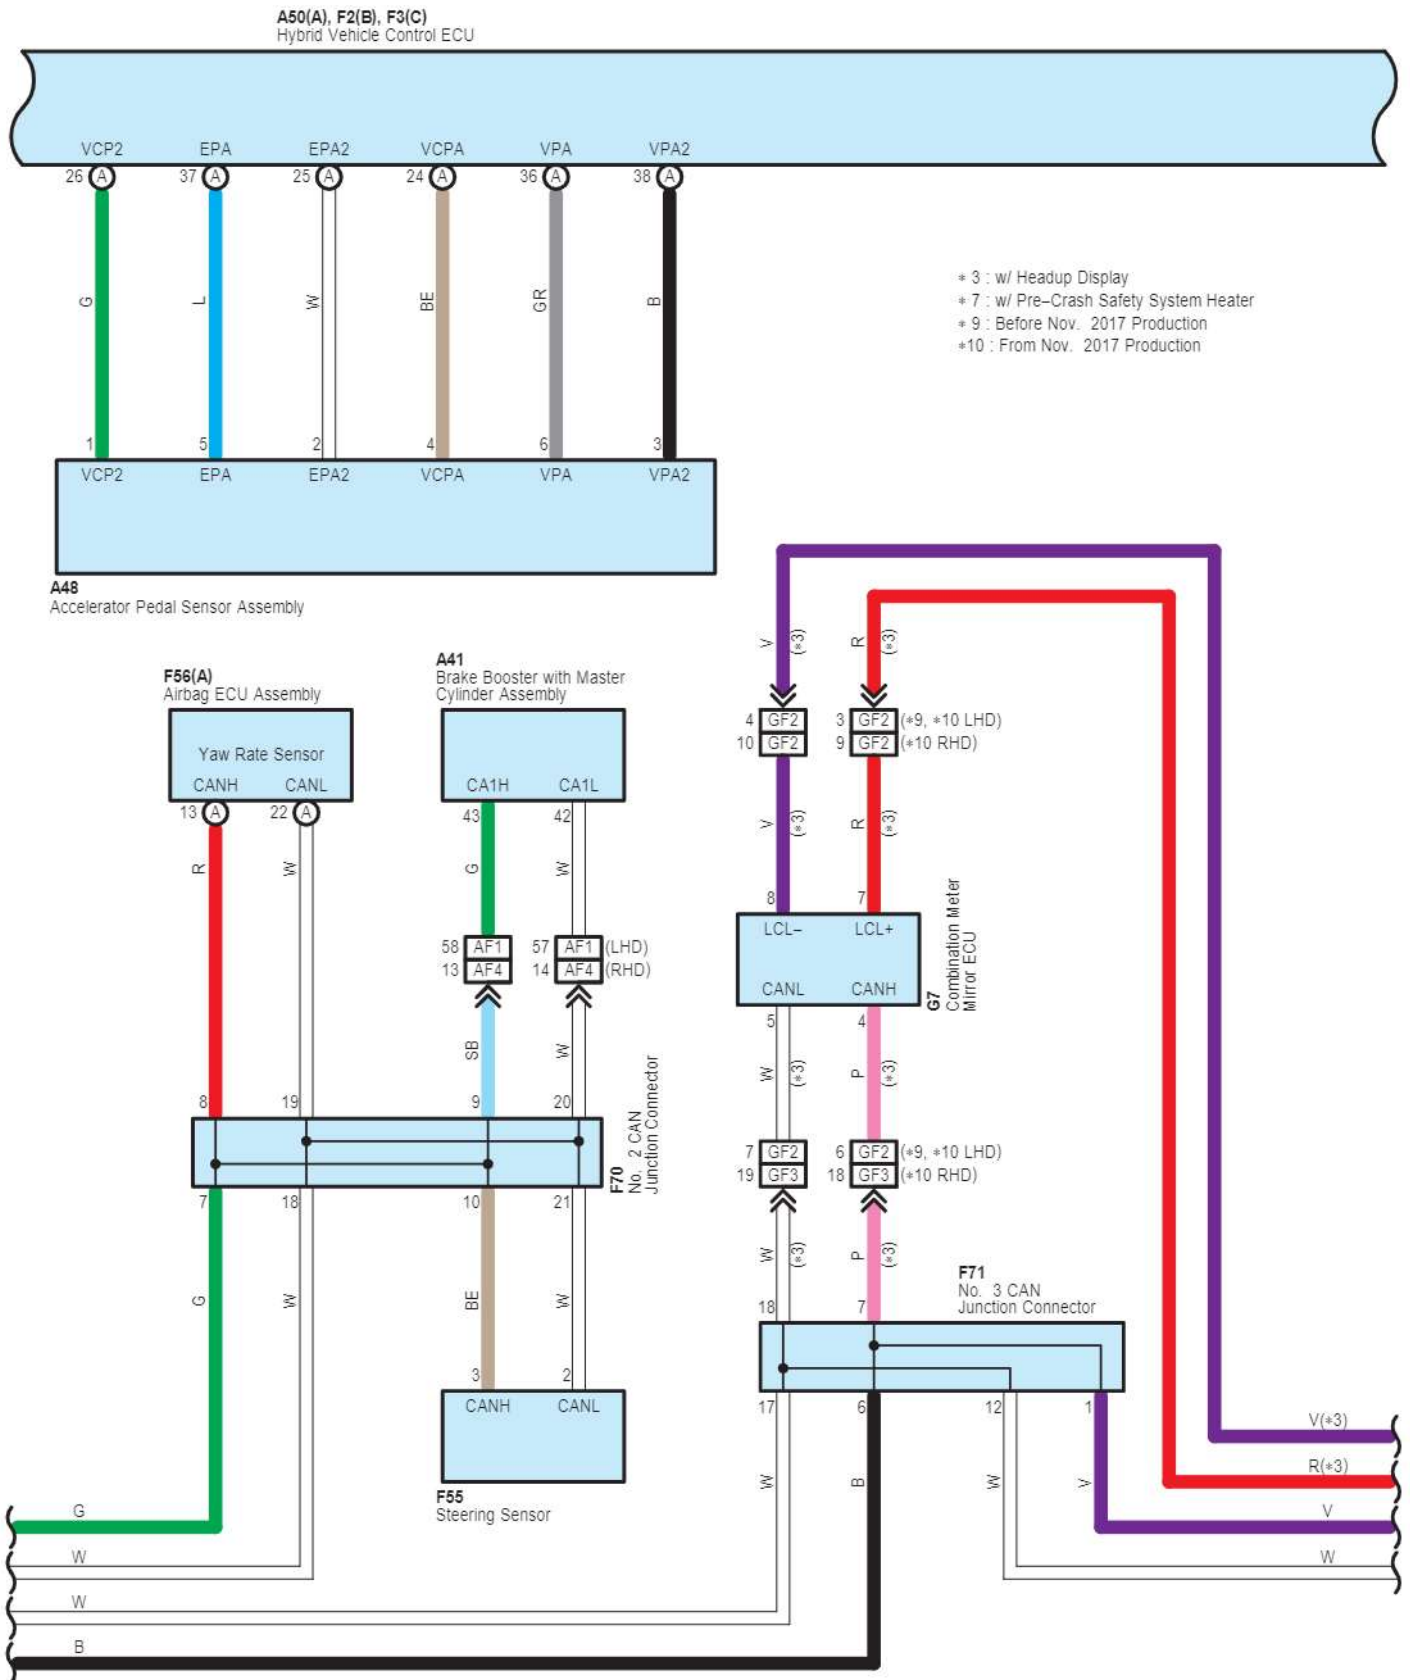 A50(A), F2(B), F3(C)
Hybrid Vehicle Control ECU
VCP2 EPA EPA2 VCPA VPA VPA2
26 A 37 A 25 A 24 A 36 A 38 A
G L W BE GR B
∗ 3 : w/ Headup Display
∗ 7 : w/ Pre–Crash Safety System Heater
∗ 9 : Before Nov. 2017 Production
∗10 : From Nov. 2017 Production
1 5 2 4 6 3
VCP2 EPA EPA2 VCPA VPA VPA2
A48
Accelerator Pedal Sensor Assembly
V (∗3) R (∗3)
F56(A)
Airbag ECU Assembly
Yaw Rate Sensor
CANH CANL
13 A 22 A
R W
A41
Brake Booster with Master
Cylinder Assembly
CA1H CA1L
43 42
G W
58 AF1 57 AF1 (LHD)
13 AF4 14 AF4 (RHD)
SB W
4 GF2 3 GF2 (∗9, ∗10 LHD)
10 GF2 9 GF2 (∗10 RHD)
V (∗3) R (∗3)
8 7
LCL– LCL+
CANL CANH
G7
Combination Meter
Mirror ECU
5 4
W (∗3) P (∗3)
8 19 9 20
F70
No. 2 CAN
Junction Connector
7 18 10 21
G W BE W
7 GF2 6 GF2 (∗9, ∗10 LHD)
19 GF3 18 GF3 (∗10 RHD)
W (∗3) P (∗3)
F71
No. 3 CAN
Junction Connector
18 7
17 6 12 1
W B W V
3 2
CANH CANL
F55
Steering Sensor
V(∗3)
R(∗3)
V
W
G
W
W
B